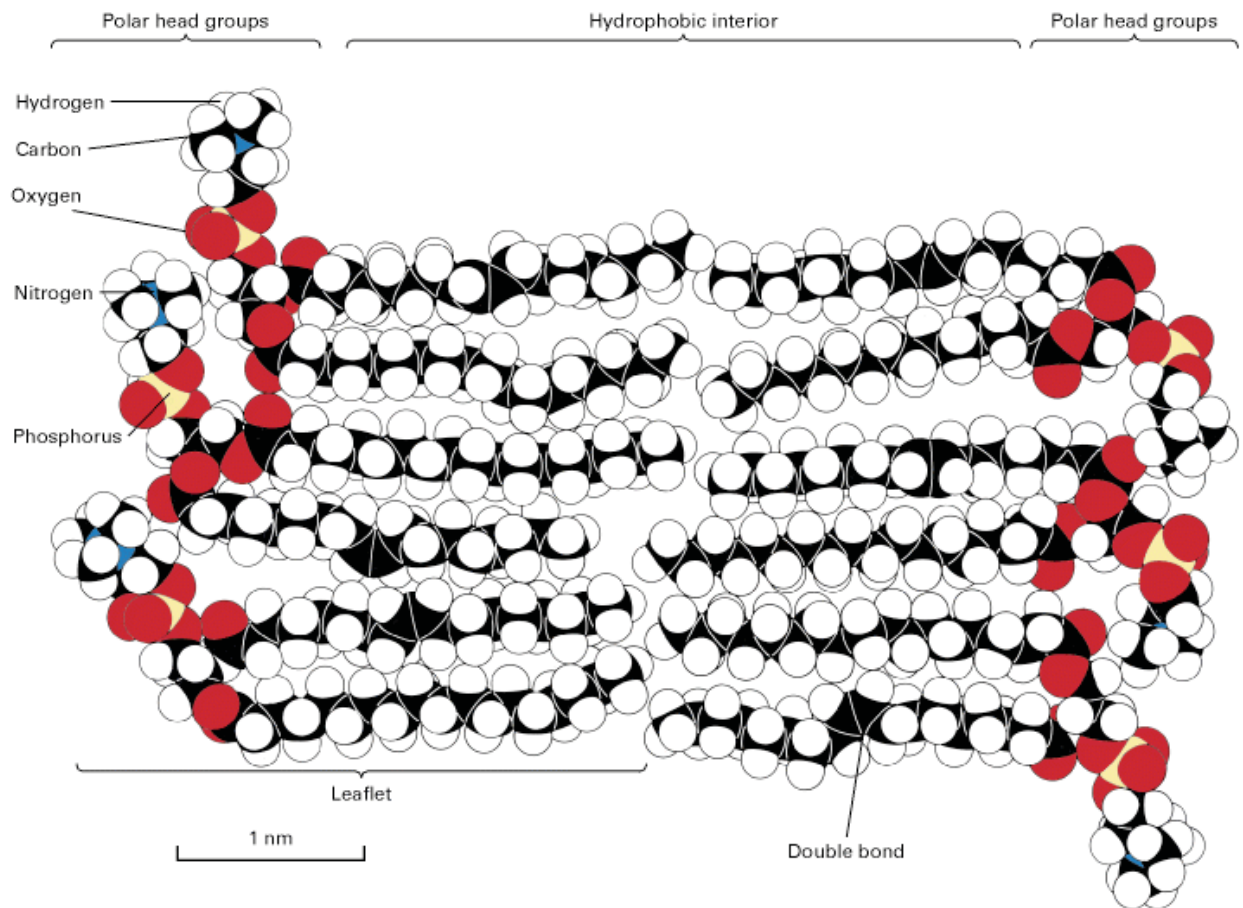 Polar head groups
Hydrophobic interior
Polar head groups
Hydrogen
Carbon
Oxygen
Nitrogen
Phosphorus
Leaflet
1 nm
Double bond